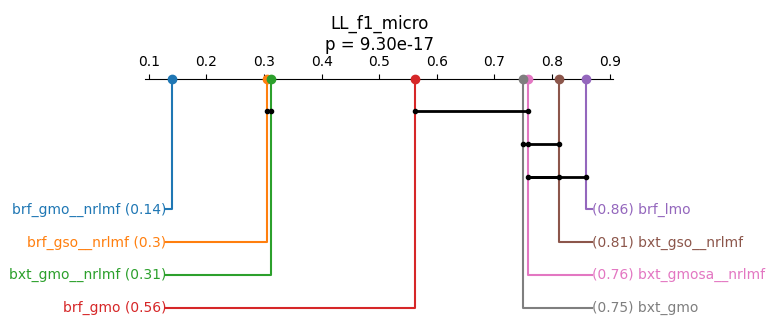 LL_f1_micro
p = 9.30e-17
0.1 0.2 0.3 0.4 0.5 0.6 0.7 0.8 0.9
brf_gmo__nrlmf (0.14) (0.86) brf_lmo
brf_gso__nrlmf (0.3) (0.81) bxt_gso__nrlmf
bxt_gmo__nrlmf (0.31) (0.76) bxt_gmosa__nrlmf
brf_gmo (0.56) (0.75) bxt_gmo